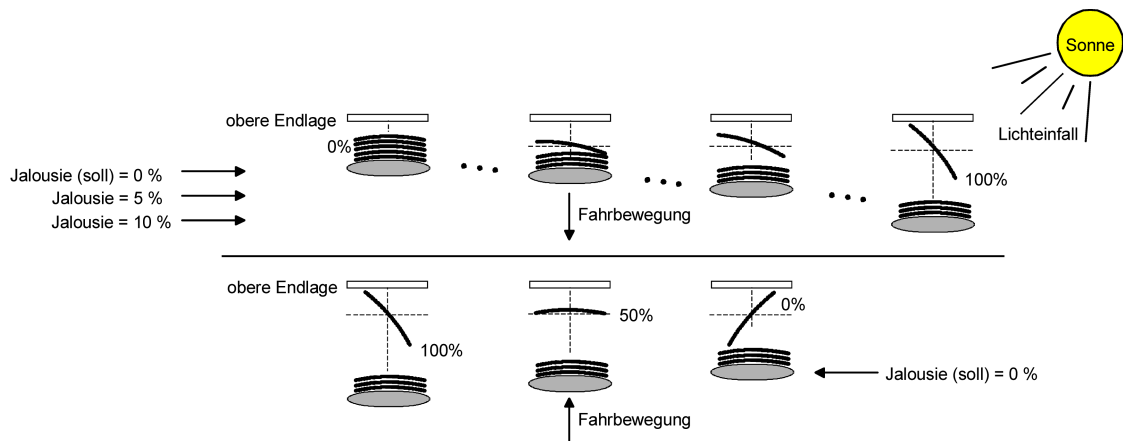 Sonne
obere Endlage
0%
Lichteinfall
Jalousie (soll) = 0 %
100%
Jalousie = 5 %
Jalousie = 10 %
Fahrbewegung
obere Endlage
0%
50%
100%
Jalousie (soll) = 0 %
Fahrbewegung